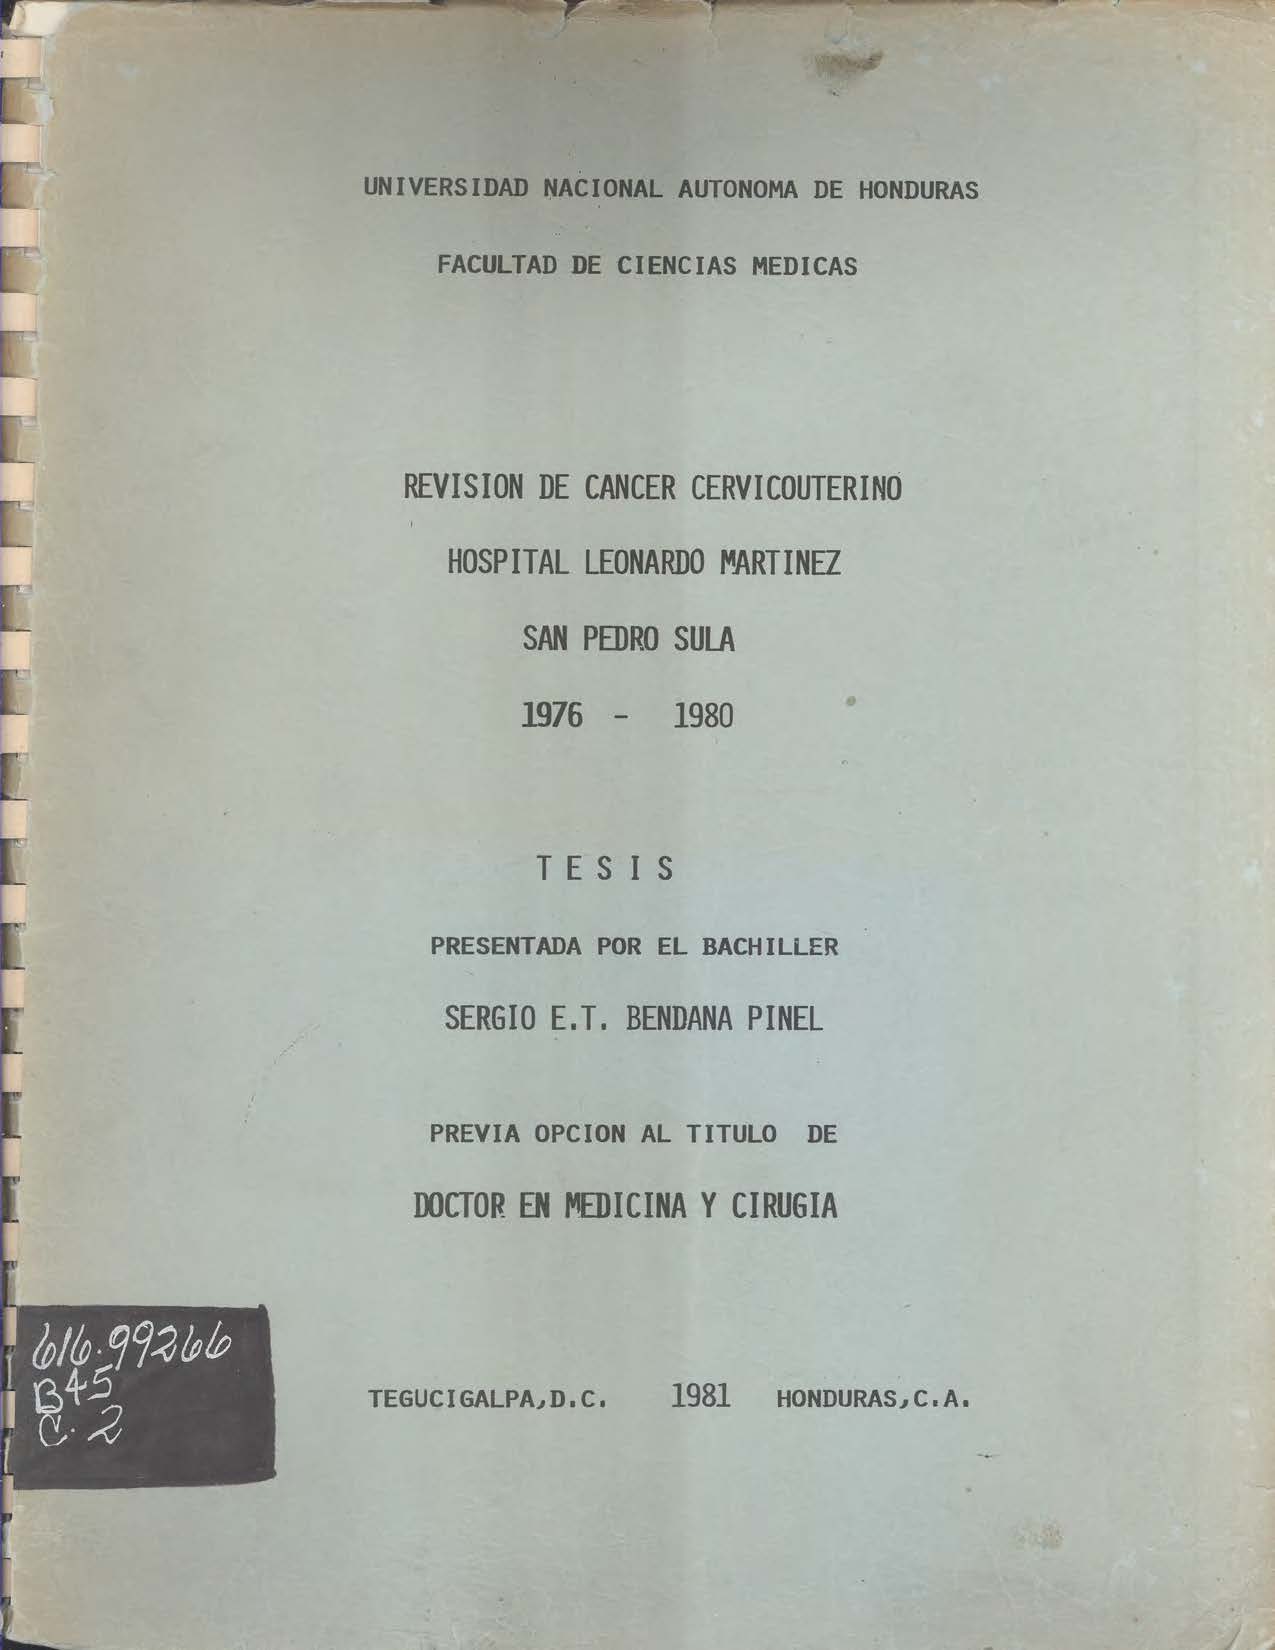 UNIVERSIDAD NACIONAL AUTONOMA DE HONDURAS
FACULTAD DE CIENCIAS MEDICAS
REVISION DE CANCER CERVICOUTERINO
HOSPITAL LEONARDO MARTINEZ
SAN PEDRO SULA
1976 - 1980
T E S I S
PRESENTADA POR EL BACHILLER
SERGIO E.T. BENDANA PINEL
PREVIA OPCION AL TITULO DE
DOCTOR EN MEDICINA Y CIRUGIA
616.99266
B45
C. 2
TEGUCIGALPA,D.C. 1981 HONDURAS,C.A.